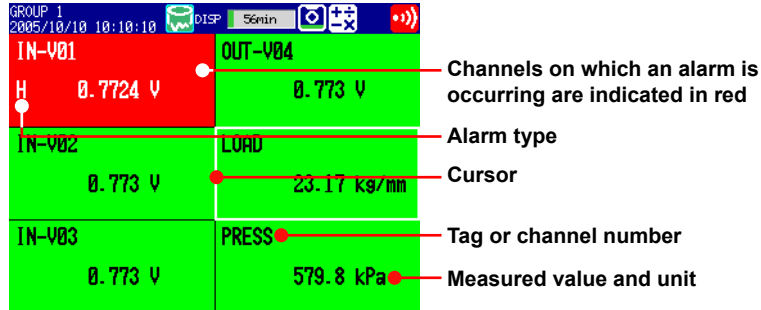 GROUP 1
2005/10/10 10:10:10 DISP 56min
IN-V01
H 0.7724 V
OUT-V04
0.773 V
IN-V02
0.773 V
LOAD
23.17 kg/mm
IN-V03
0.773 V
PRESS
579.8 kPa
Channels on which an alarm is
occurring are indicated in red
Alarm type
Cursor
Tag or channel number
Measured value and unit